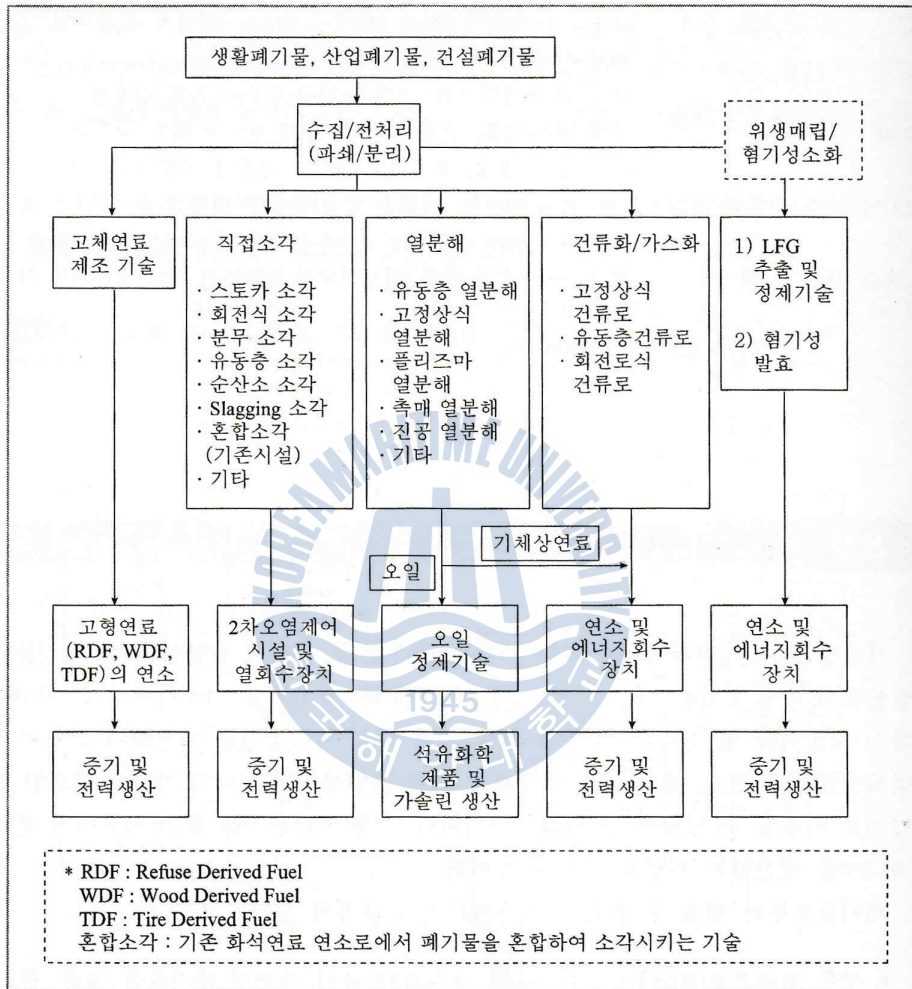 생활폐기물, 산업폐기물, 건설폐기물
수집/전처리
(파쇄/분리)
위생매립/
혐기성소화
고체연료
제조 기술
직접소각
· 스토카 소각
· 회전식 소각
· 분무 소각
· 유동층 소각
· 순산소 소각
· Slagging 소각
· 혼합소각
(기존시설)
· 기타
열분해
· 유동층 열분해
· 고정상식
열분해
· 플리즈마
열분해
· 촉매 열분해
· 진공 열분해
· 기타
건류화/가스화
· 고정상식
건류로
· 유동층건류로
· 회전로식
건류로
1) LFG
추출 및
정제기술
2) 혐기성
발효
기체상연료
오일
고형연료
(RDF, WDF,
TDF)의 연소
2차오염제어
시설 및
열회수장치
오일
정제기술
연소 및
에너지회수
장치
연소 및
에너지회수
장치
증기 및
전력생산
증기 및
전력생산
석유화학
제품 및
가솔린 생산
증기 및
전력생산
증기 및
전력생산
* RDF : Refuse Derived Fuel
WDF : Wood Derived Fuel
TDF : Tire Derived Fuel
혼합소각 : 기존 화석연료 연소로에서 폐기물을 혼합하여 소각시키는 기술
KOREA MARITIME UNIVERSITY
1945
한국해양대학교